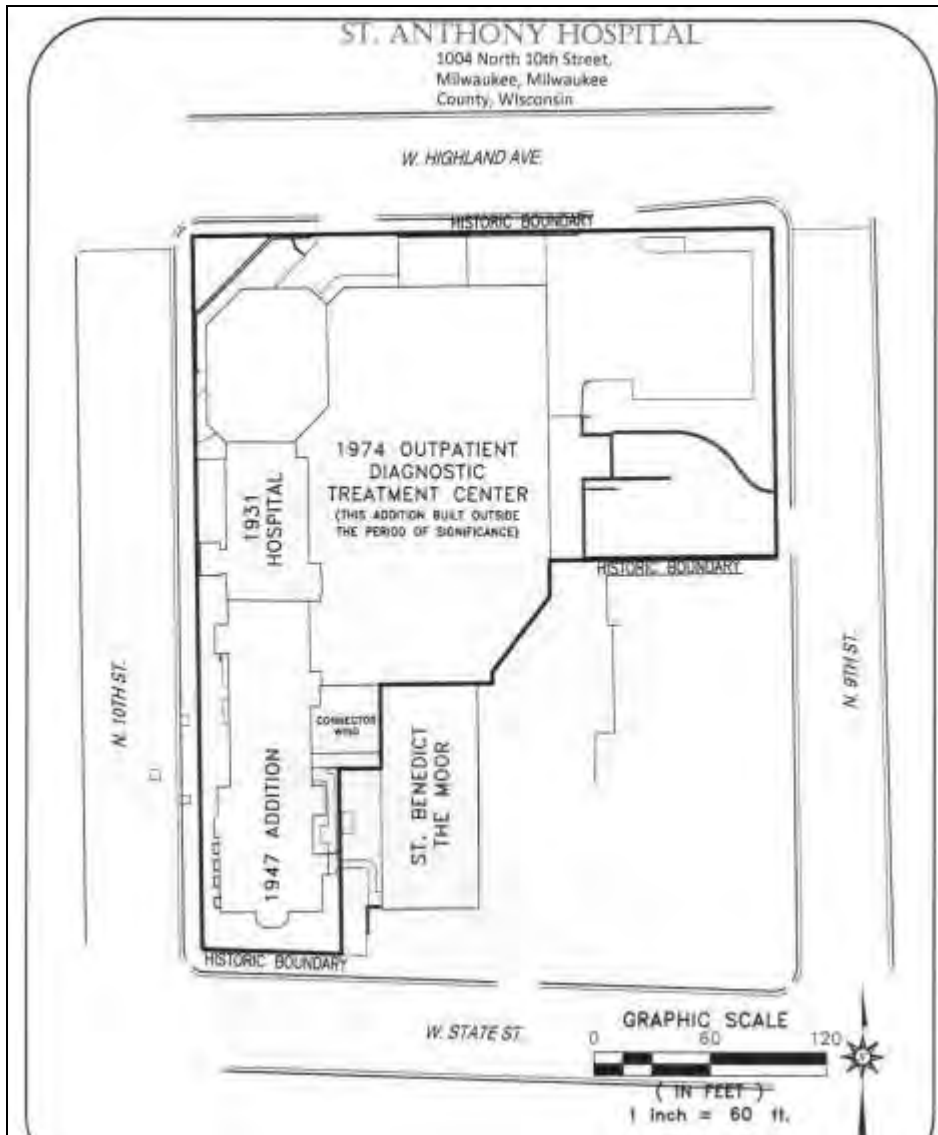 ST. ANTHONY HOSPITAL
1004 North 10th Street,
Milwaukee, Milwaukee
County, Wisconsin
W. HIGHLAND AVE.
HISTORIC BOUNDARY
1974 OUTPATIENT
DIAGNOSTIC
TREATMENT CENTER
(THIS ADDITION BUILT OUTSIDE
THE PERIOD OF SIGNIFICANCE)
1931
HOSPITAL
HISTORIC BOUNDARY
N. 10TH ST.
N. 9TH ST.
CONNECTOR
WING
1947 ADDITION
ST. BENEDICT
THE MOOR
HISTORIC BOUNDARY
W. STATE ST.
GRAPHIC SCALE
0 60 120
( IN FEET )
1 inch = 60 ft.